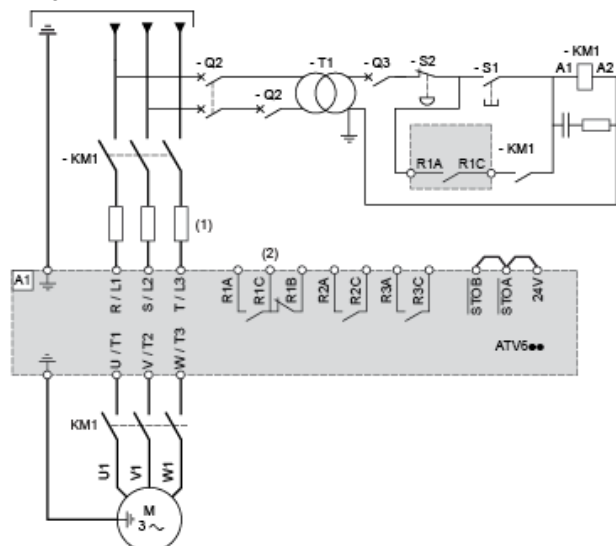 - Q2
- T1
- Q3
- S2
- S1
- KM1
A1
A2
- Q2
- KM1
R1A
R1C
- KM1
(1)
(2)
A1
R / L1
S / L2
T / L3
R1A
R1C
R1B
R2A
R2C
R3A
R3C
STOB
STOA
24V
U / T1
V / T2
W / T3
ATV6●●
KM1
U1
V1
W1
M
3 ~